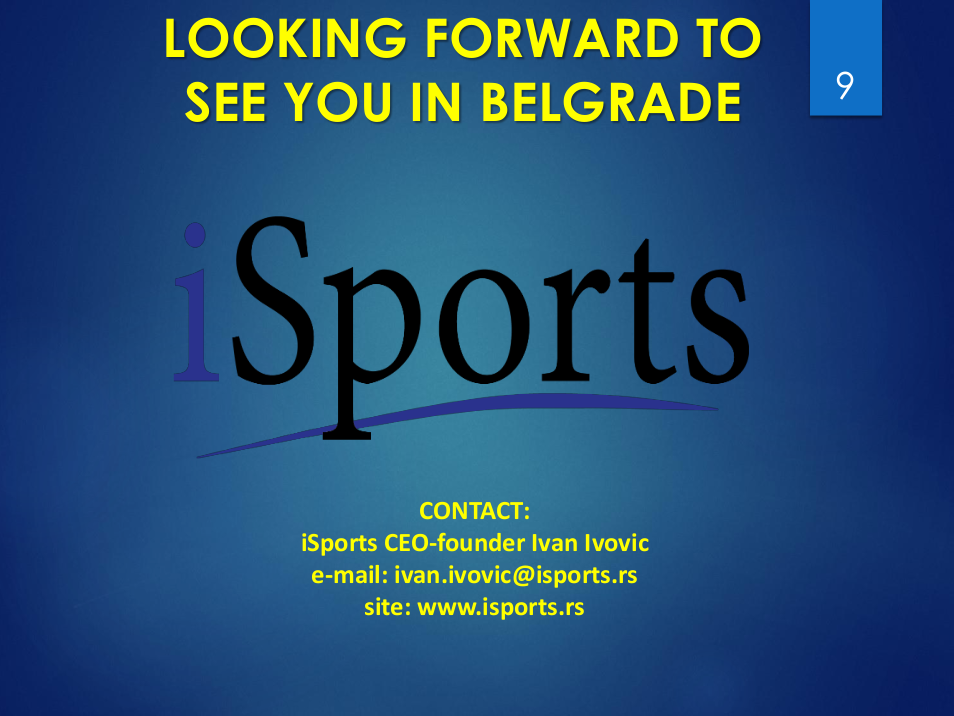 LOOKING FORWARD TO
SEE YOU IN BELGRADE
9
iSports
CONTACT:
iSports CEO-founder Ivan Ivovic
e-mail: ivan.ivovic@isports.rs
site: www.isports.rs